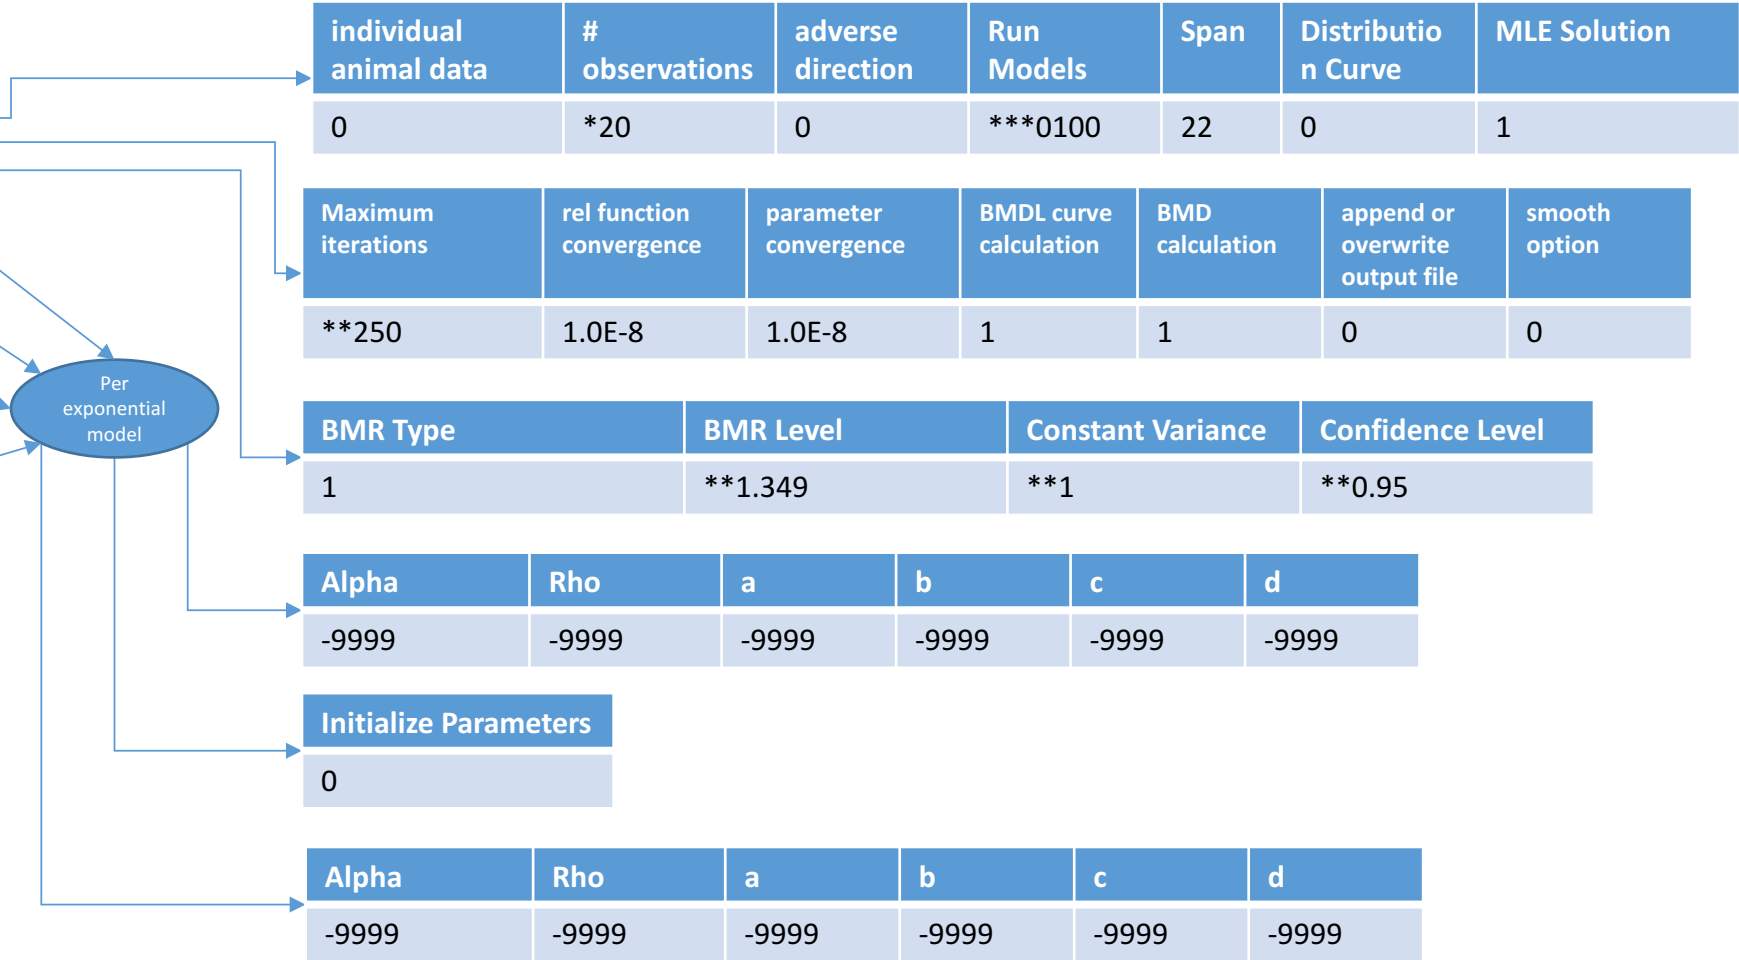 individual animal data | # observations | adverse direction | Run Models | Span | Distributio n Curve | MLE Solution
0 | *20 | 0 | ***0100 | 22 | 0 | 1
Maximum iterations | rel function convergence | parameter convergence | BMDL curve calculation | BMD calculation | append or overwrite output file | smooth option
**250 | 1.0E-8 | 1.0E-8 | 1 | 1 | 0 | 0
Per
exponential
model
BMR Type | BMR Level | Constant Variance | Confidence Level
1 | **1.349 | **1 | **0.95
Alpha | Rho | a | b | c | d
-9999 | -9999 | -9999 | -9999 | -9999 | -9999
Initialize Parameters
0
Alpha | Rho | a | b | c | d
-9999 | -9999 | -9999 | -9999 | -9999 | -9999